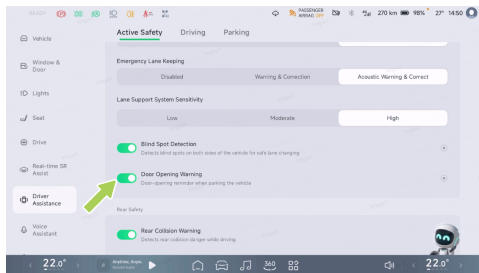 READY
PASSENGER
AIRBAG OFF
270 km
98%
27°
14:50
Active Safety
Driving
Parking
Vehicle
Window &
Door
Lights
Seat
Drive
Real-time SR
Assist
Driver
Assistance
Voice
Assistant
Emergency Lane Keeping
Disabled
Warning & Correction
Acoustic Warning & Correct
Lane Support System Sensitivity
Low
Moderate
High
Blind Spot Detection
Detects blind spots on both sides of the vehicle for safe lane changing
Door Opening Warning
Door-opening reminder when parking the vehicle
Rear Safety
Rear Collision Warning
Detects rear collision danger while driving
22.0°
360
22.0°